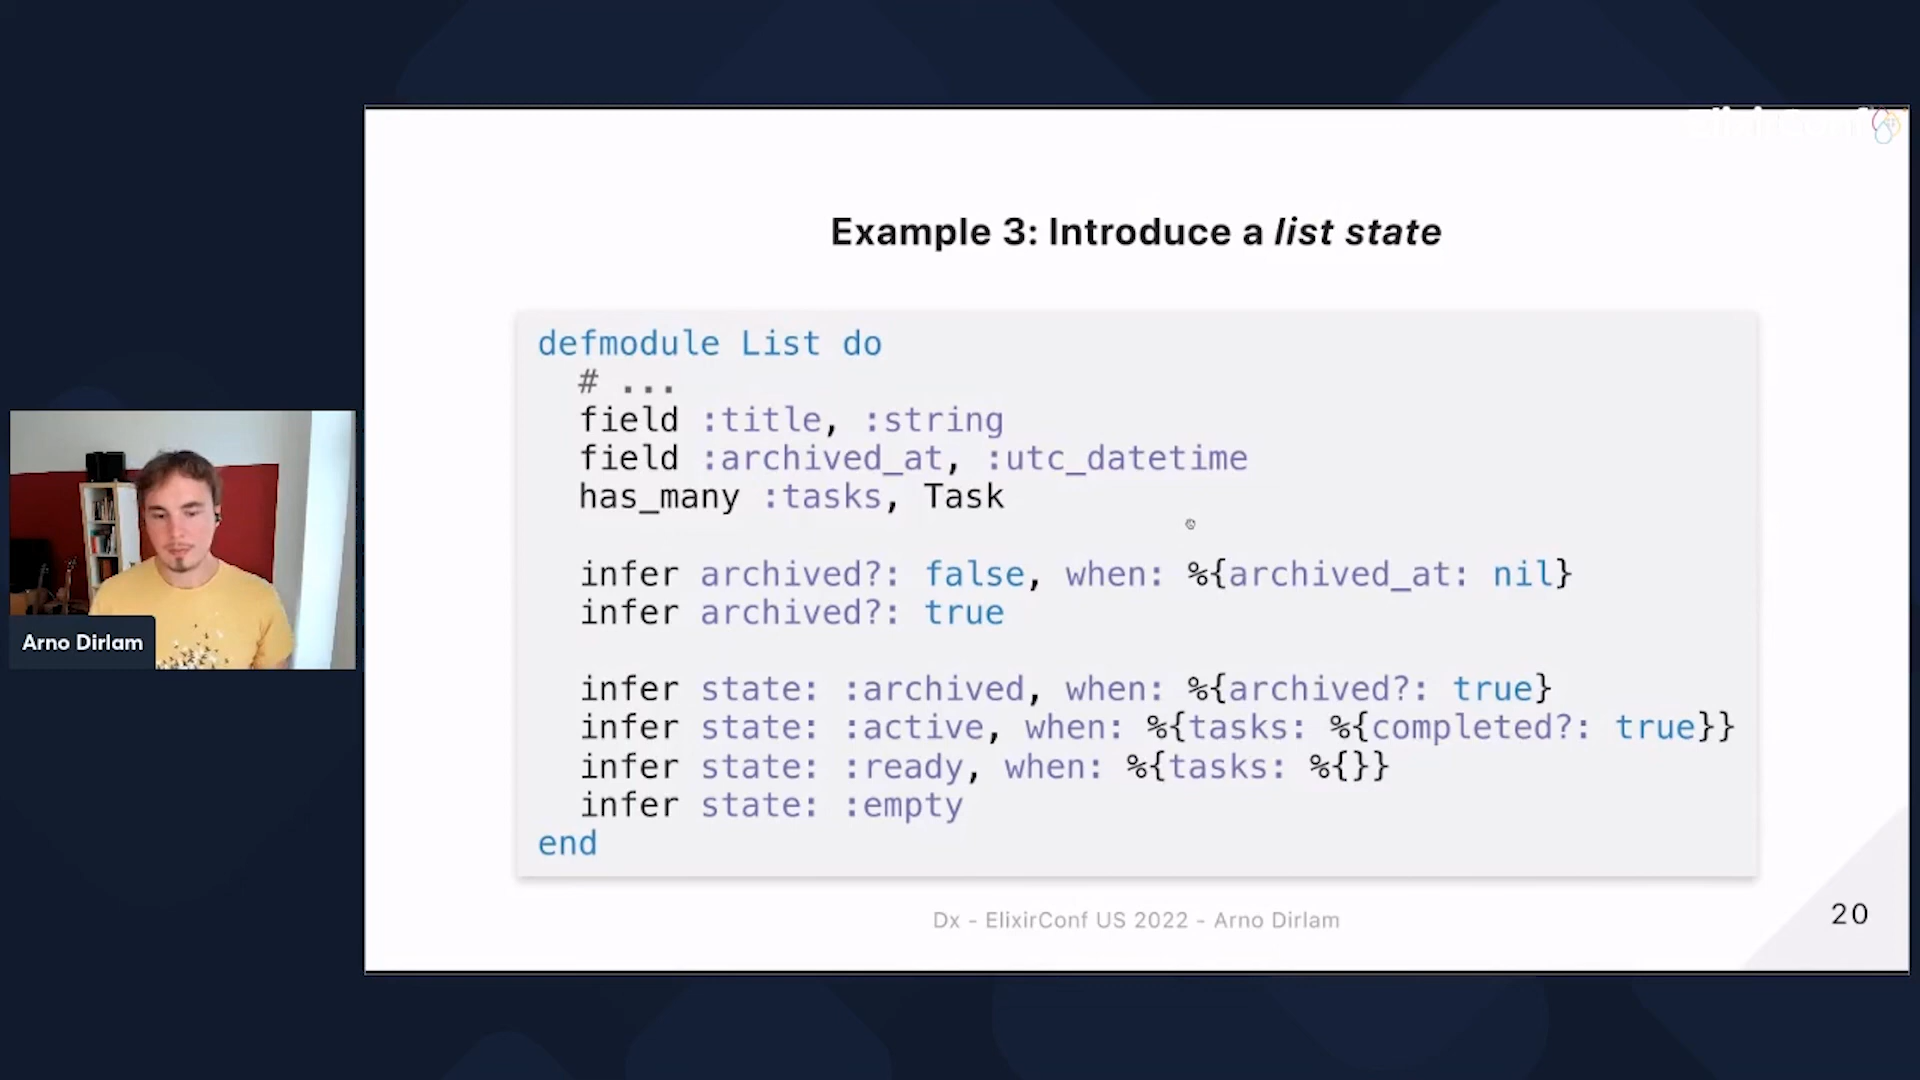 Example 3: Introduce a list state
defmodule List do
# ...
field :title, :string
field :archived_at, :utc_datetime
has_many :tasks, Task
infer archived?: false, when: %{archived_at: nil}
infer archived?: true
infer state: :archived, when: %{archived?: true}
infer state: :active, when: %{tasks: %{completed?: true}}
infer state: :ready, when: %{tasks: %{}}
infer state: :empty
end
Dx - ElixirConf US 2022 - Arno Dirlam
20
Arno Dirlam